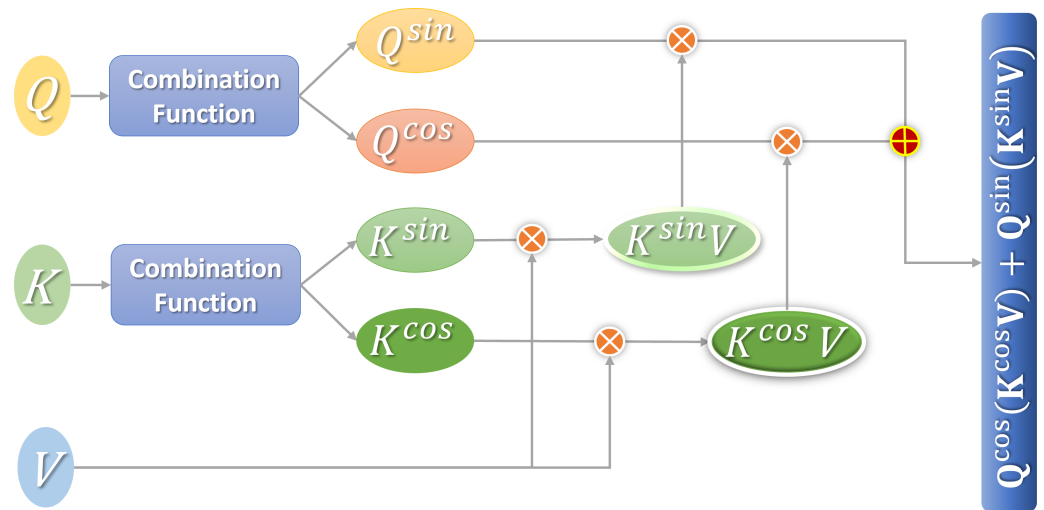 Q
Combination
Function
Q^sin
Q^cos
K
Combination
Function
K^sin
K^cos
K^sin V
K^cos V
V
Q^cos(K^cos V) + Q^sin(K^sin V)